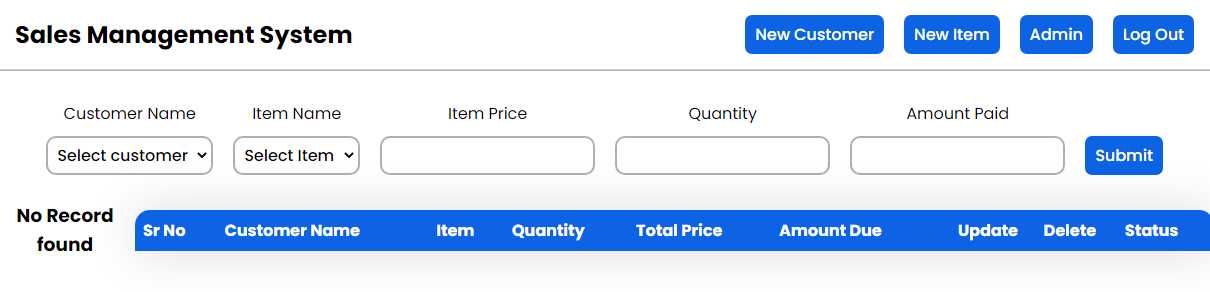 Sales Management System
New Customer
New Item
Admin
Log Out
Customer Name
Item Name
Item Price
Quantity
Amount Paid
Select customer
Select Item
Submit
No Record
found
Sr No
Customer Name
Item
Quantity
Total Price
Amount Due
Update
Delete
Status